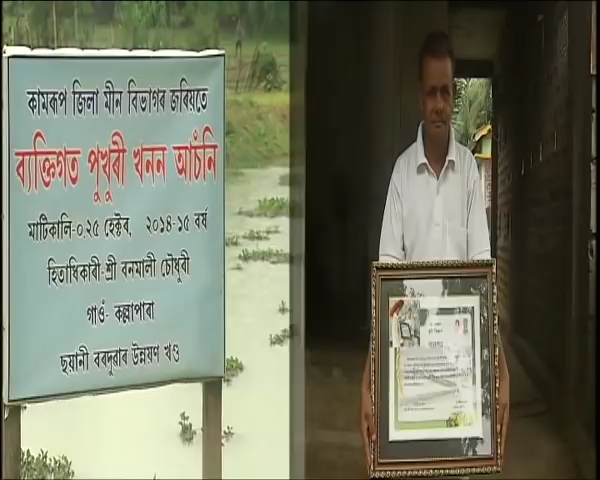 কামৰূপ জিলা মীন বিভাগৰ জৰিয়তে
ব্যক্তিগত পুখুৰী খনন আঁচনি
মাটিকালি-০.২৫ হেক্টৰ, ২০১৪-১৫ বৰ্ষ
হিতাধিকাৰী-শ্ৰী বনমালী চৌধুৰী
গাওঁ- কল্লাপাৰা
ছয়ানী বৰদুৱাৰ উন্নয়ণ খণ্ড